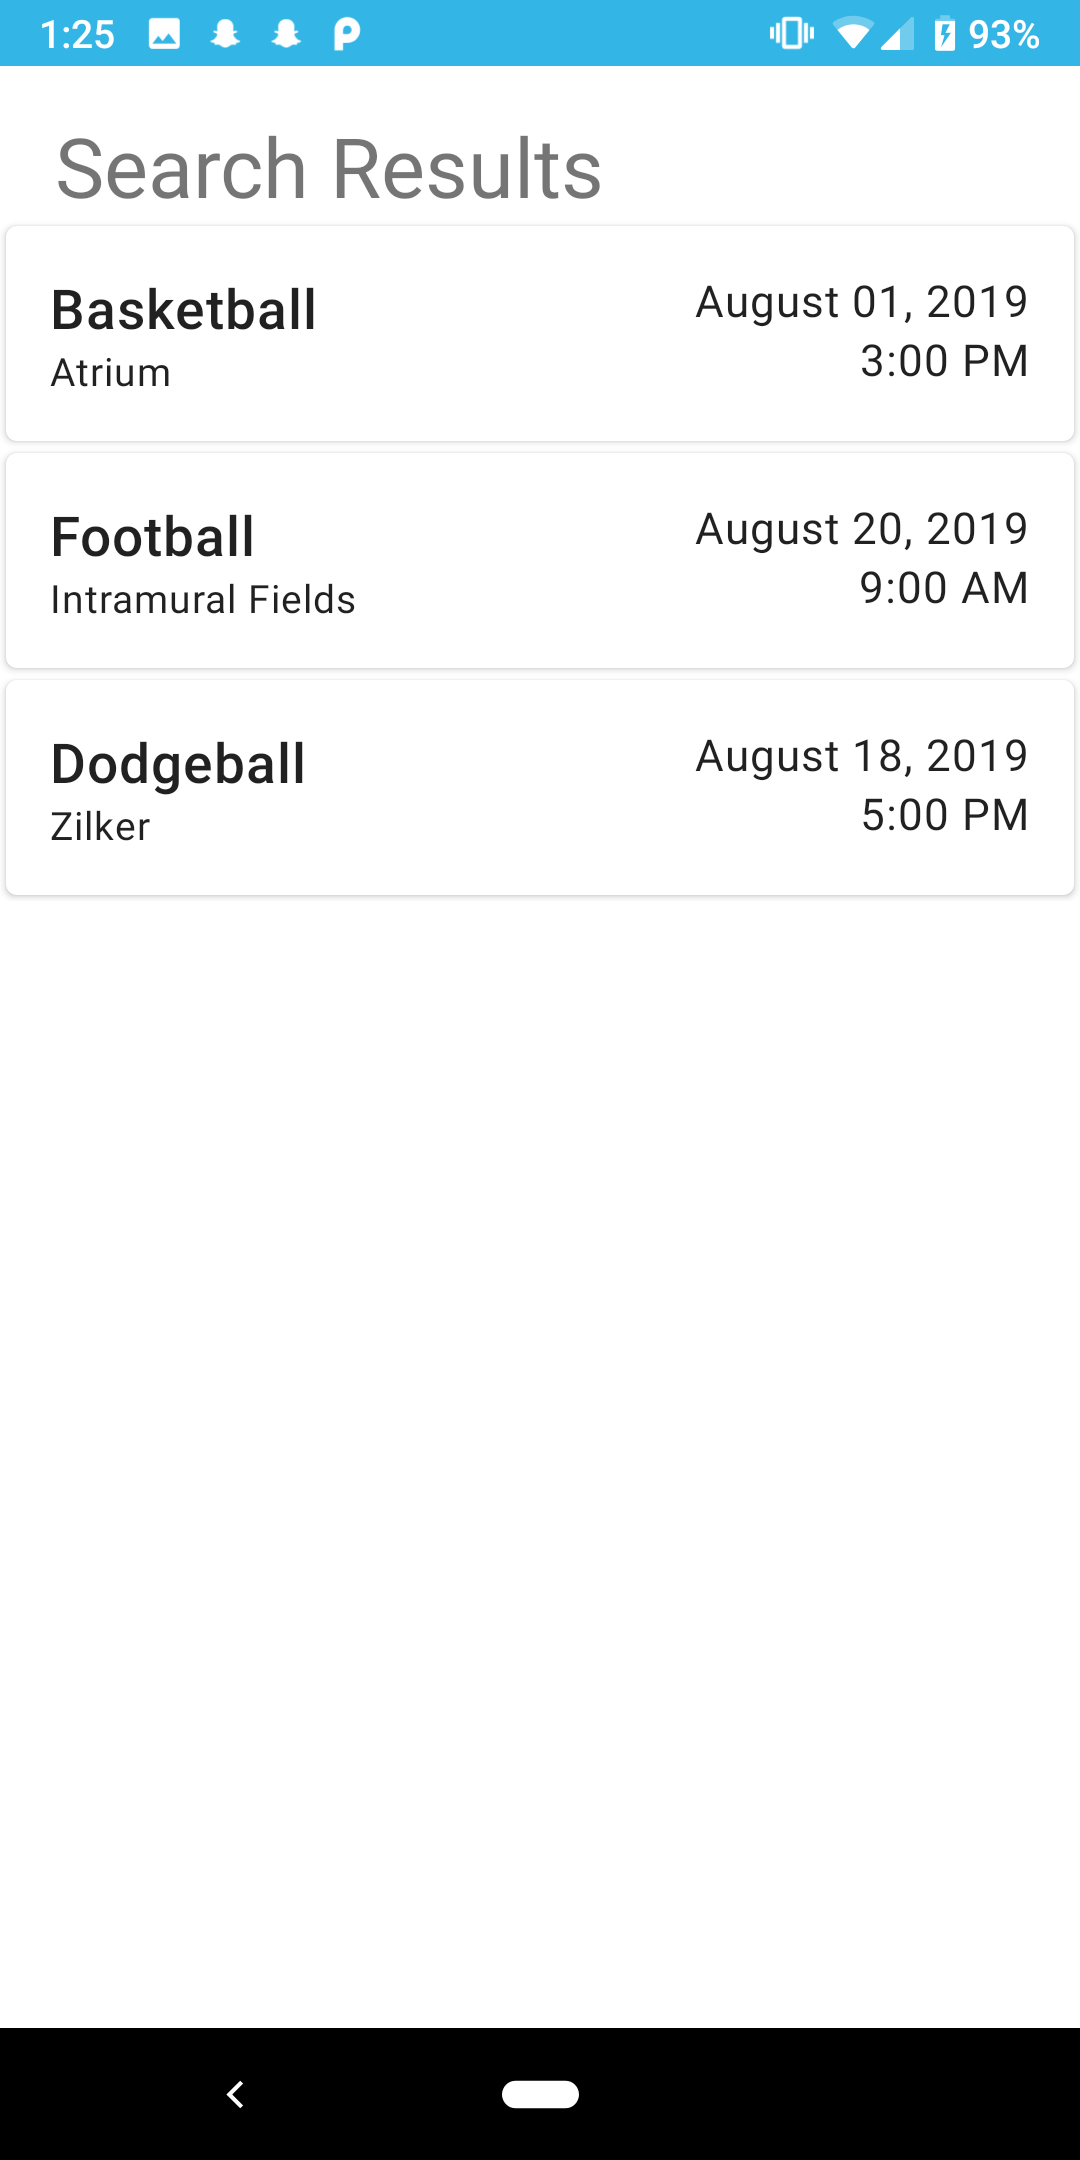 1:25 93%
Search Results
Basketball
Atrium
August 01, 2019
3:00 PM
Football
Intramural Fields
August 20, 2019
9:00 AM
Dodgeball
Zilker
August 18, 2019
5:00 PM